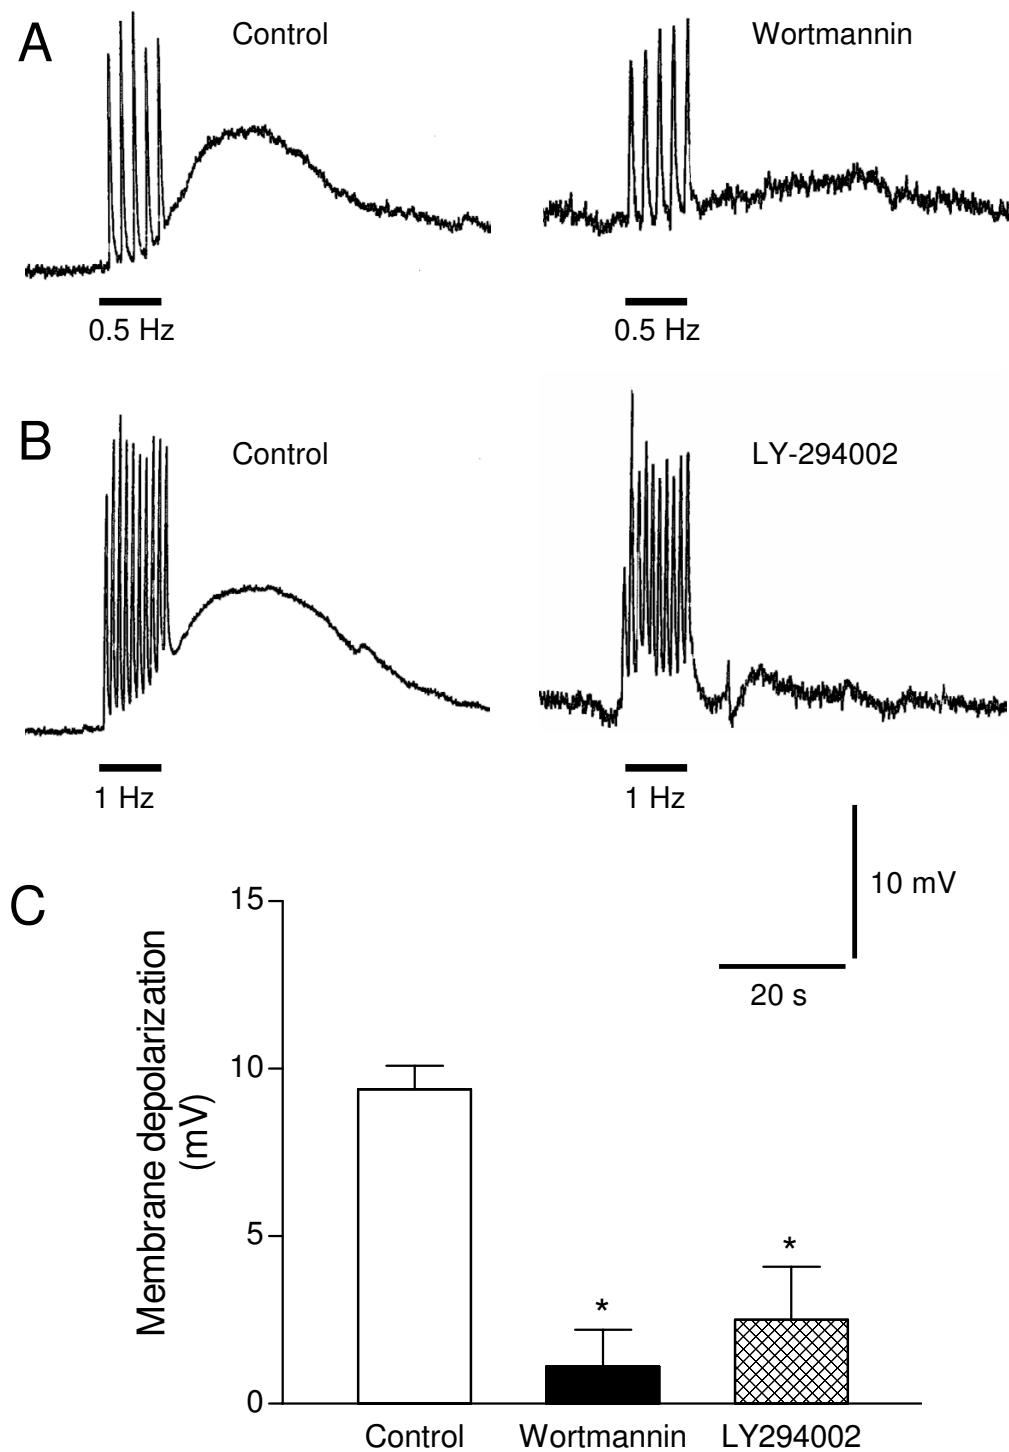 A
Control
Wortmannin
0.5 Hz
0.5 Hz
B
Control
LY-294002
1 Hz
1 Hz
10 mV
20 s
C
Membrane depolarization
(mV)
15
10
5
0
*
*
Control
Wortmannin
LY294002